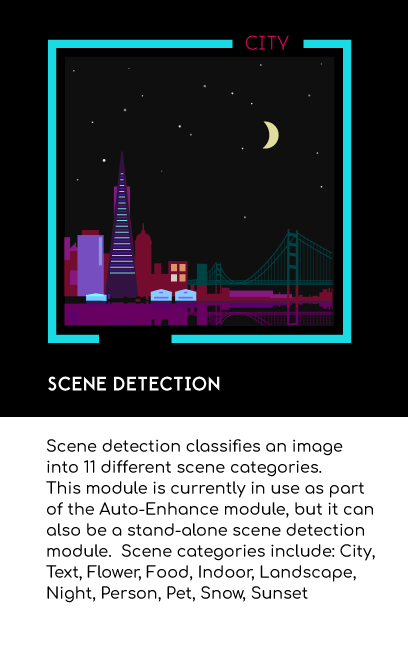 CITY
SCENE DETECTION
Scene detection classifies an image
into 11 different scene categories.
This module is currently in use as part
of the Auto-Enhance module, but it can
also be a stand-alone scene detection
module.  Scene categories include: City,
Text, Flower, Food, Indoor, Landscape,
Night, Person, Pet, Snow, Sunset